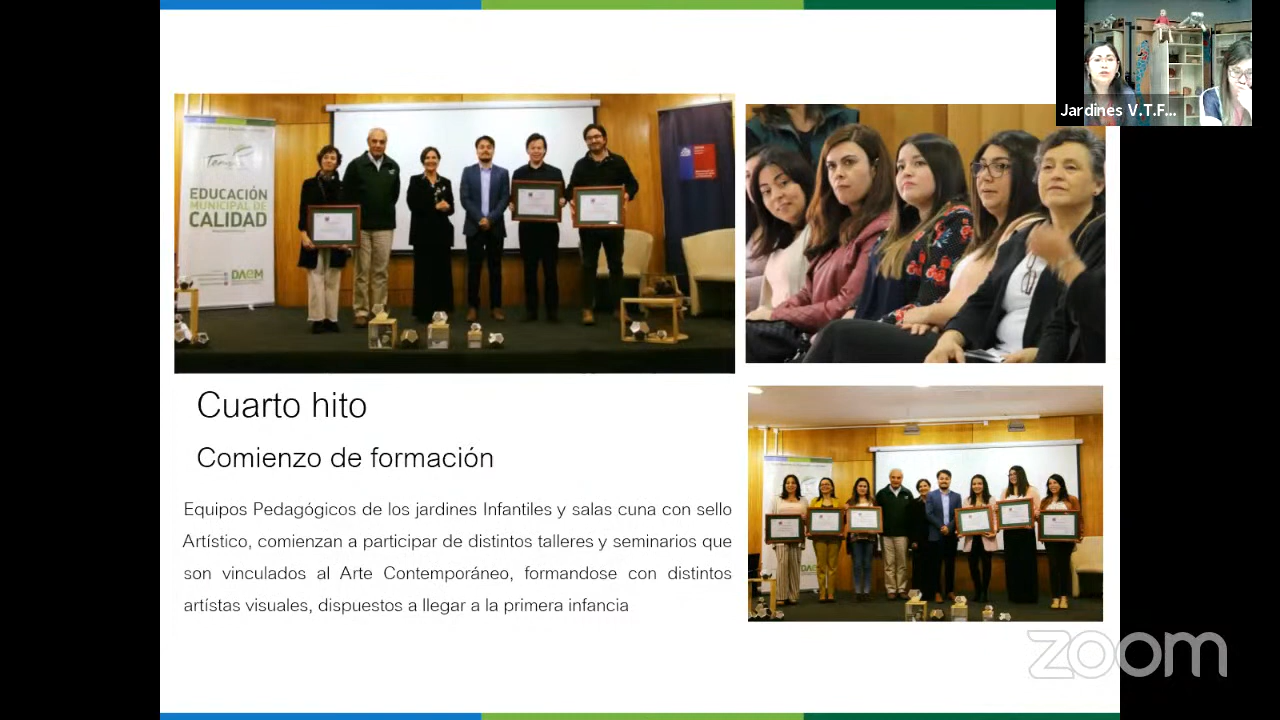 Jardines V.T.F...
EDUCACIÓN
MUNICIPAL DE
CALIDAD
DAEM
Cuarto hito
Comienzo de formación
Equipos Pedagógicos de los jardines Infantiles y salas cuna con sello
Artístico, comienzan a participar de distintos talleres y seminarios que
son vinculados al Arte Contemporáneo, formandose con distintos
artístas visuales, dispuestos a llegar a la primera infancia
zoom